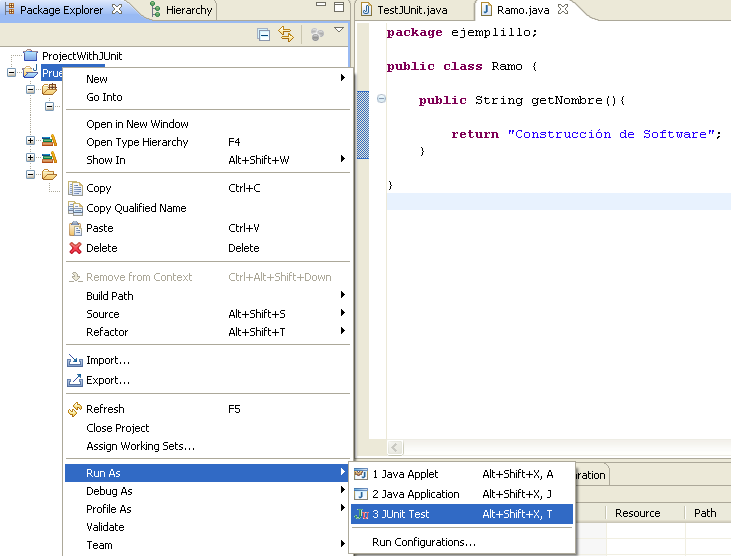 Package Explorer
Hierarchy
TestJUnit.java
Ramo.java
ProjectWithJUnit
package ejemplillo;
public class Ramo {
public String getNombre(){
return "Construcción de Software";
}
}
New
Go Into
Open in New Window
Open Type Hierarchy F4
Show In Alt+Shift+W
Copy Ctrl+C
Copy Qualified Name
Paste Ctrl+V
Delete Delete
Remove from Context Ctrl+Alt+Shift+Down
Build Path
Source Alt+Shift+S
Refactor Alt+Shift+T
Import...
Export...
Refresh F5
Close Project
Assign Working Sets...
Run As
Debug As
Profile As
Validate
Team
1 Java Applet Alt+Shift+X, A
2 Java Application Alt+Shift+X, J
3 JUnit Test Alt+Shift+X, T
Run Configurations...
Resource
Path